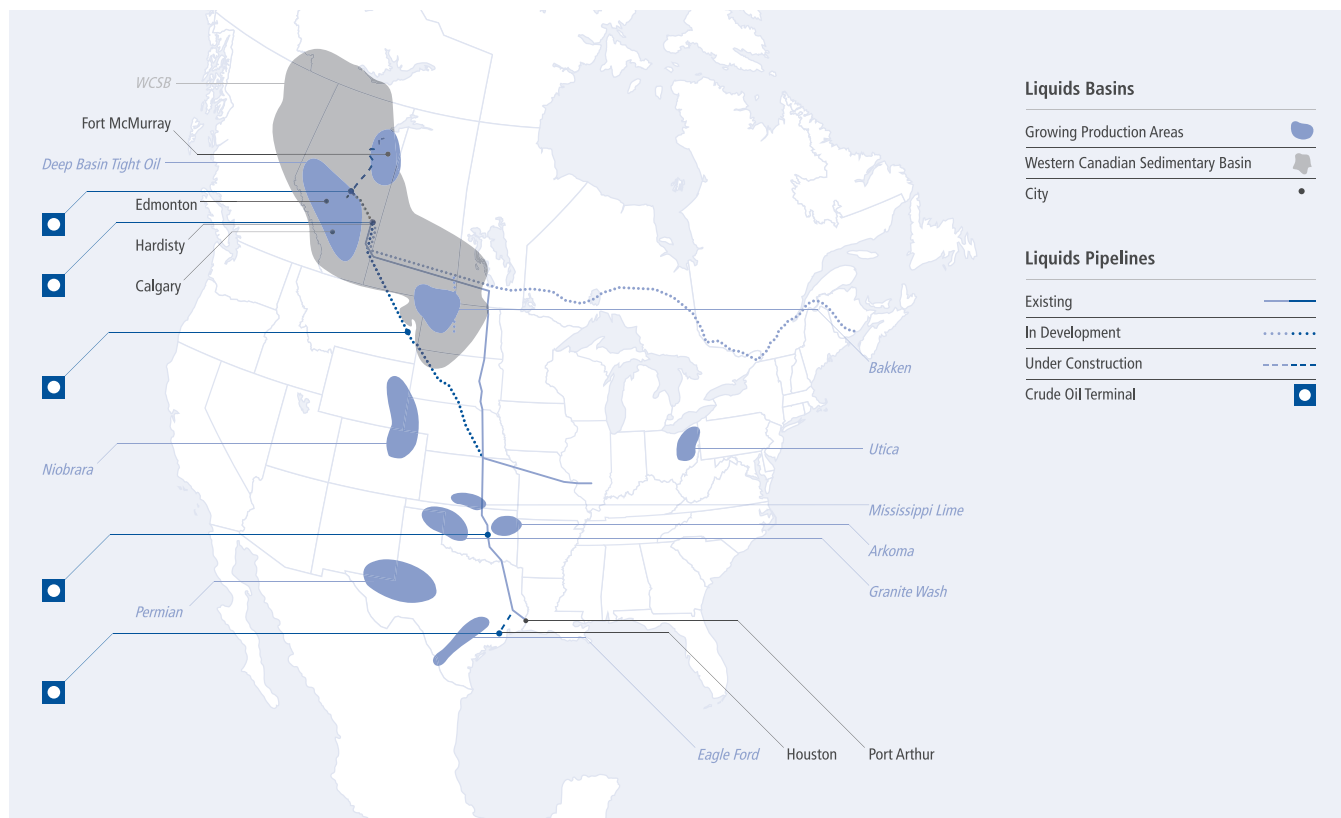 WCSB
Fort McMurray
Deep Basin Tight Oil
Edmonton
Hardisty
Calgary
Niobrara
Permian
Bakken
Utica
Mississippi Lime
Arkoma
Granite Wash
Eagle Ford
Houston
Port Arthur
Liquids Basins
Growing Production Areas
Western Canadian Sedimentary Basin
City
Liquids Pipelines
Existing
In Development
Under Construction
Crude Oil Terminal